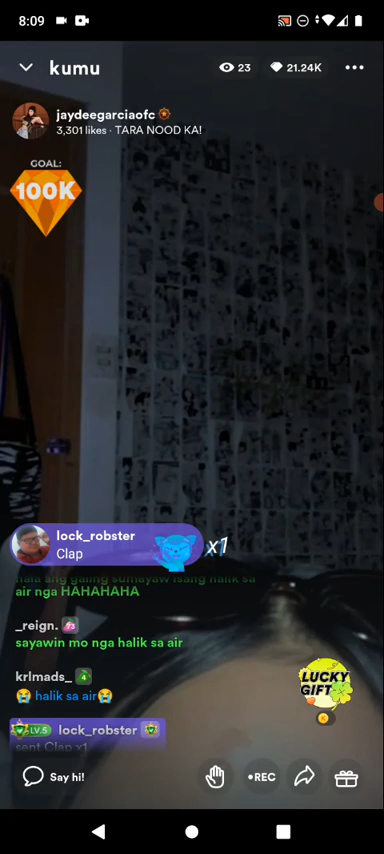 8:09
kumu
23
21.24K
jaydeegarciaofc
3,301 likes · TARA NOOD KA!
GOAL:
100K
lock_robster
Clap
x1
hala ang galing sumayaw isang halik sa
air nga HAHAHAHA
_reign. 73
sayawin mo nga halik sa air
krlmads_ 4
😭 halik sa air😭
LUCKY
GIFT
LV.5 lock_robster
sent Clap x1
Say hi!
•REC